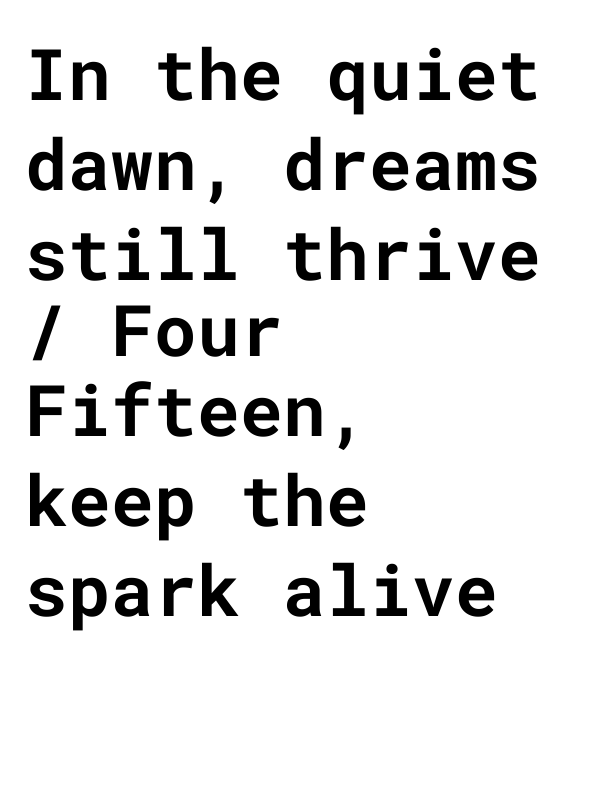 In the quiet
dawn, dreams
still thrive
/ Four
Fifteen,
keep the
spark alive